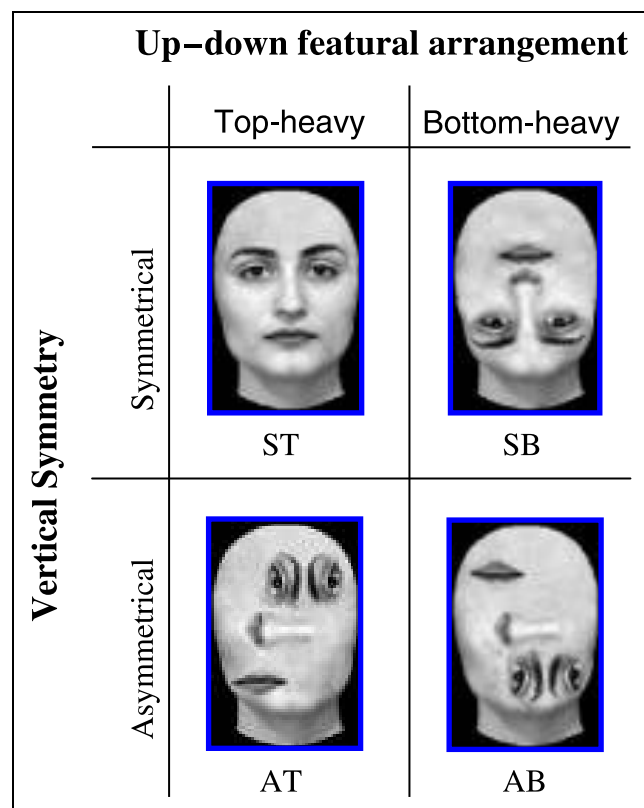 Up−down featural arrangement
Top-heavy
Bottom-heavy
Vertical Symmetry
Symmetrical
ST
SB
Asymmetrical
AT
AB